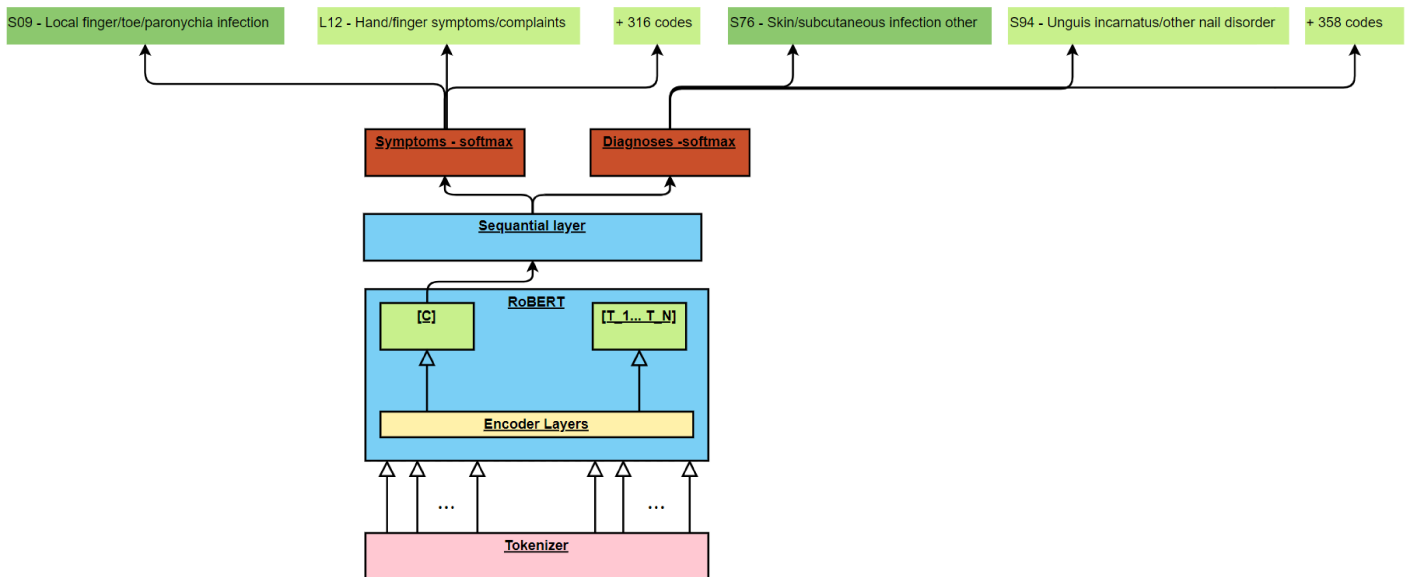 S09 - Local finger/toe/paronychia infection
L12 - Hand/finger symptoms/complaints
+ 316 codes
S76 - Skin/subcutaneous infection other
S94 - Unguis incarnatus/other nail disorder
+ 358 codes
Symptoms - softmax
Diagnoses -softmax
Sequantial layer
RoBERT
[C]
[T_1... T_N]
Encoder Layers
...
...
Tokenizer